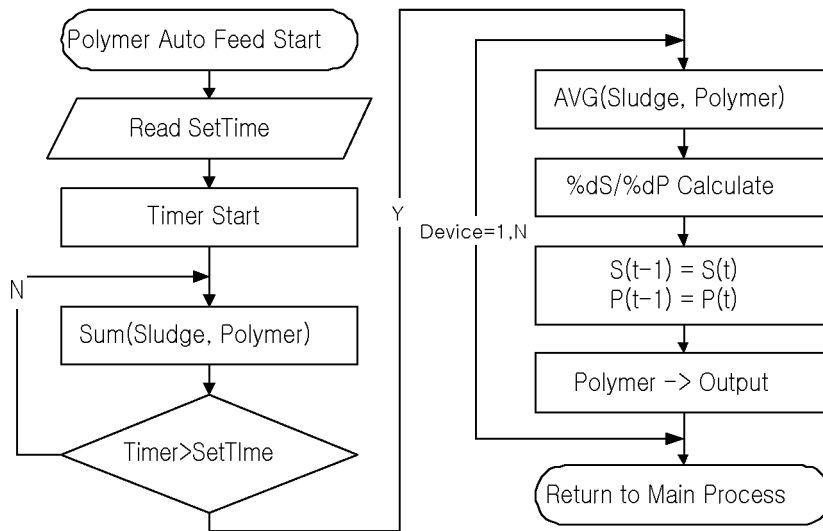 Polymer Auto Feed Start
Read SetTime
Timer Start
N
Sum(Sludge, Polymer)
Timer>SetTIme
Y
Device=1,N
AVG(Sludge, Polymer)
%dS/%dP Calculate
S(t-1) = S(t)
P(t-1) = P(t)
Polymer -> Output
Return to Main Process